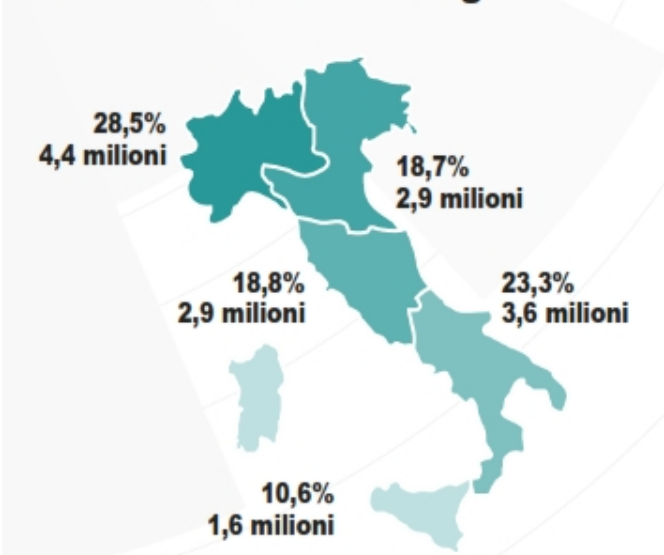 28,5%
4,4 milioni
18,7%
2,9 milioni
18,8%
2,9 milioni
23,3%
3,6 milioni
10,6%
1,6 milioni